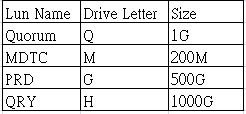 Lun Name Drive Letter Size
Quorum Q 1G
MDTC M 200M
PRD G 500G
QRY H 1000G